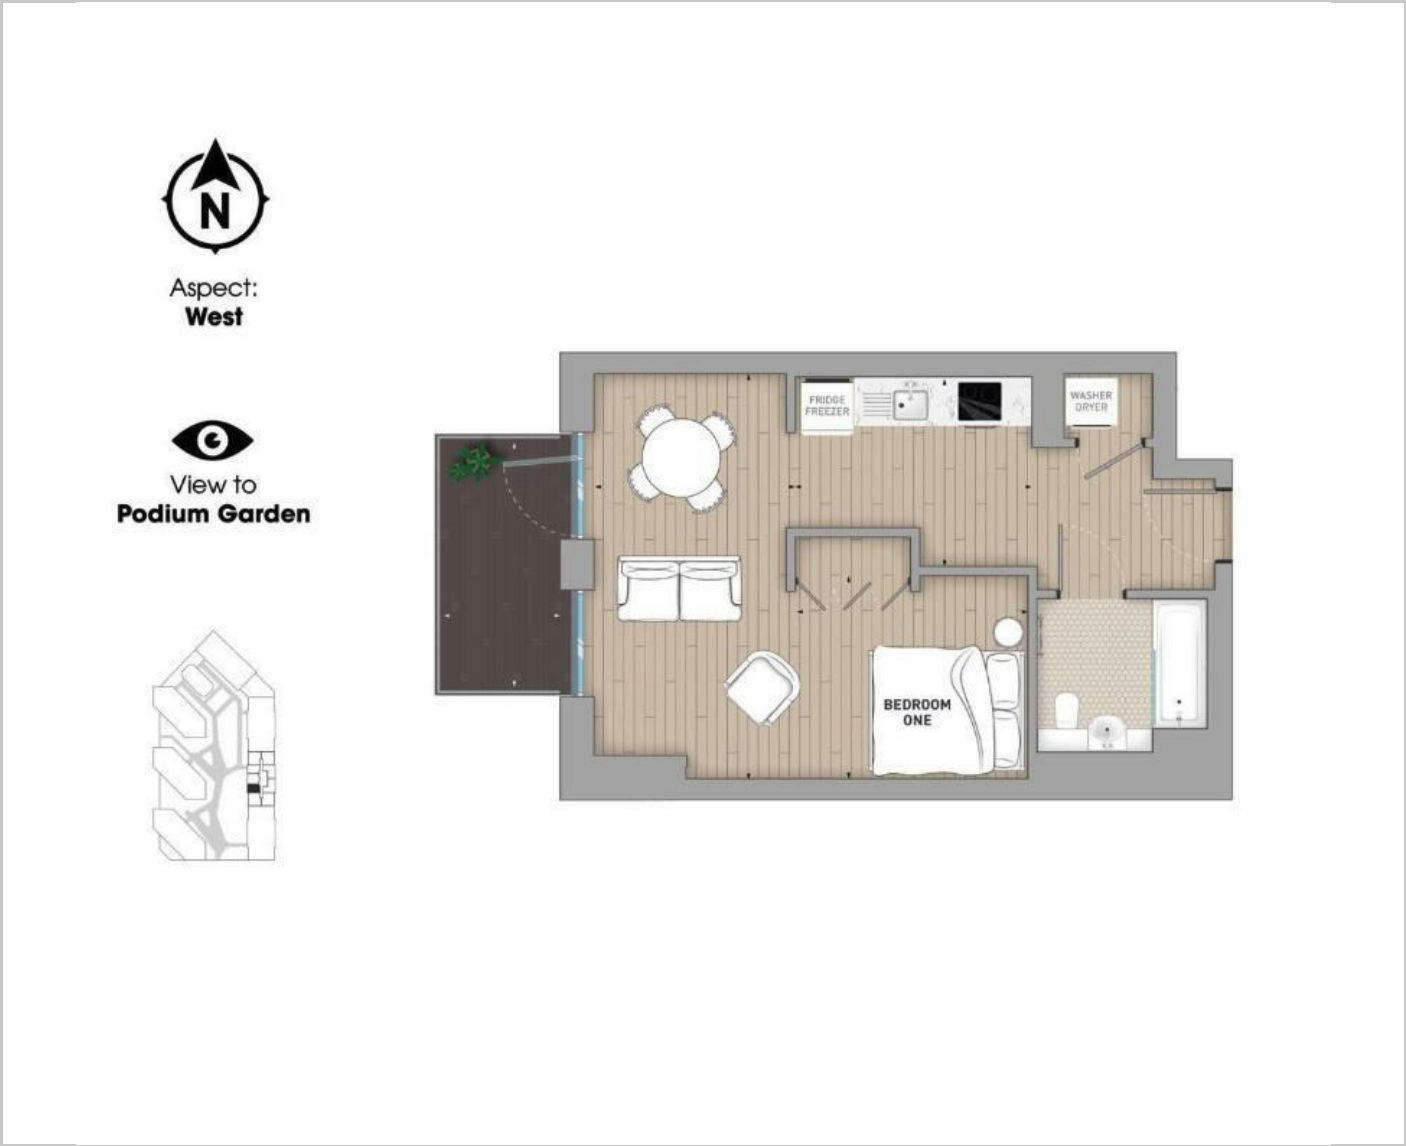 N
Aspect:
West
View to
Podium Garden
FRIDGE
FREEZER
WASHER
DRYER
BEDROOM
ONE